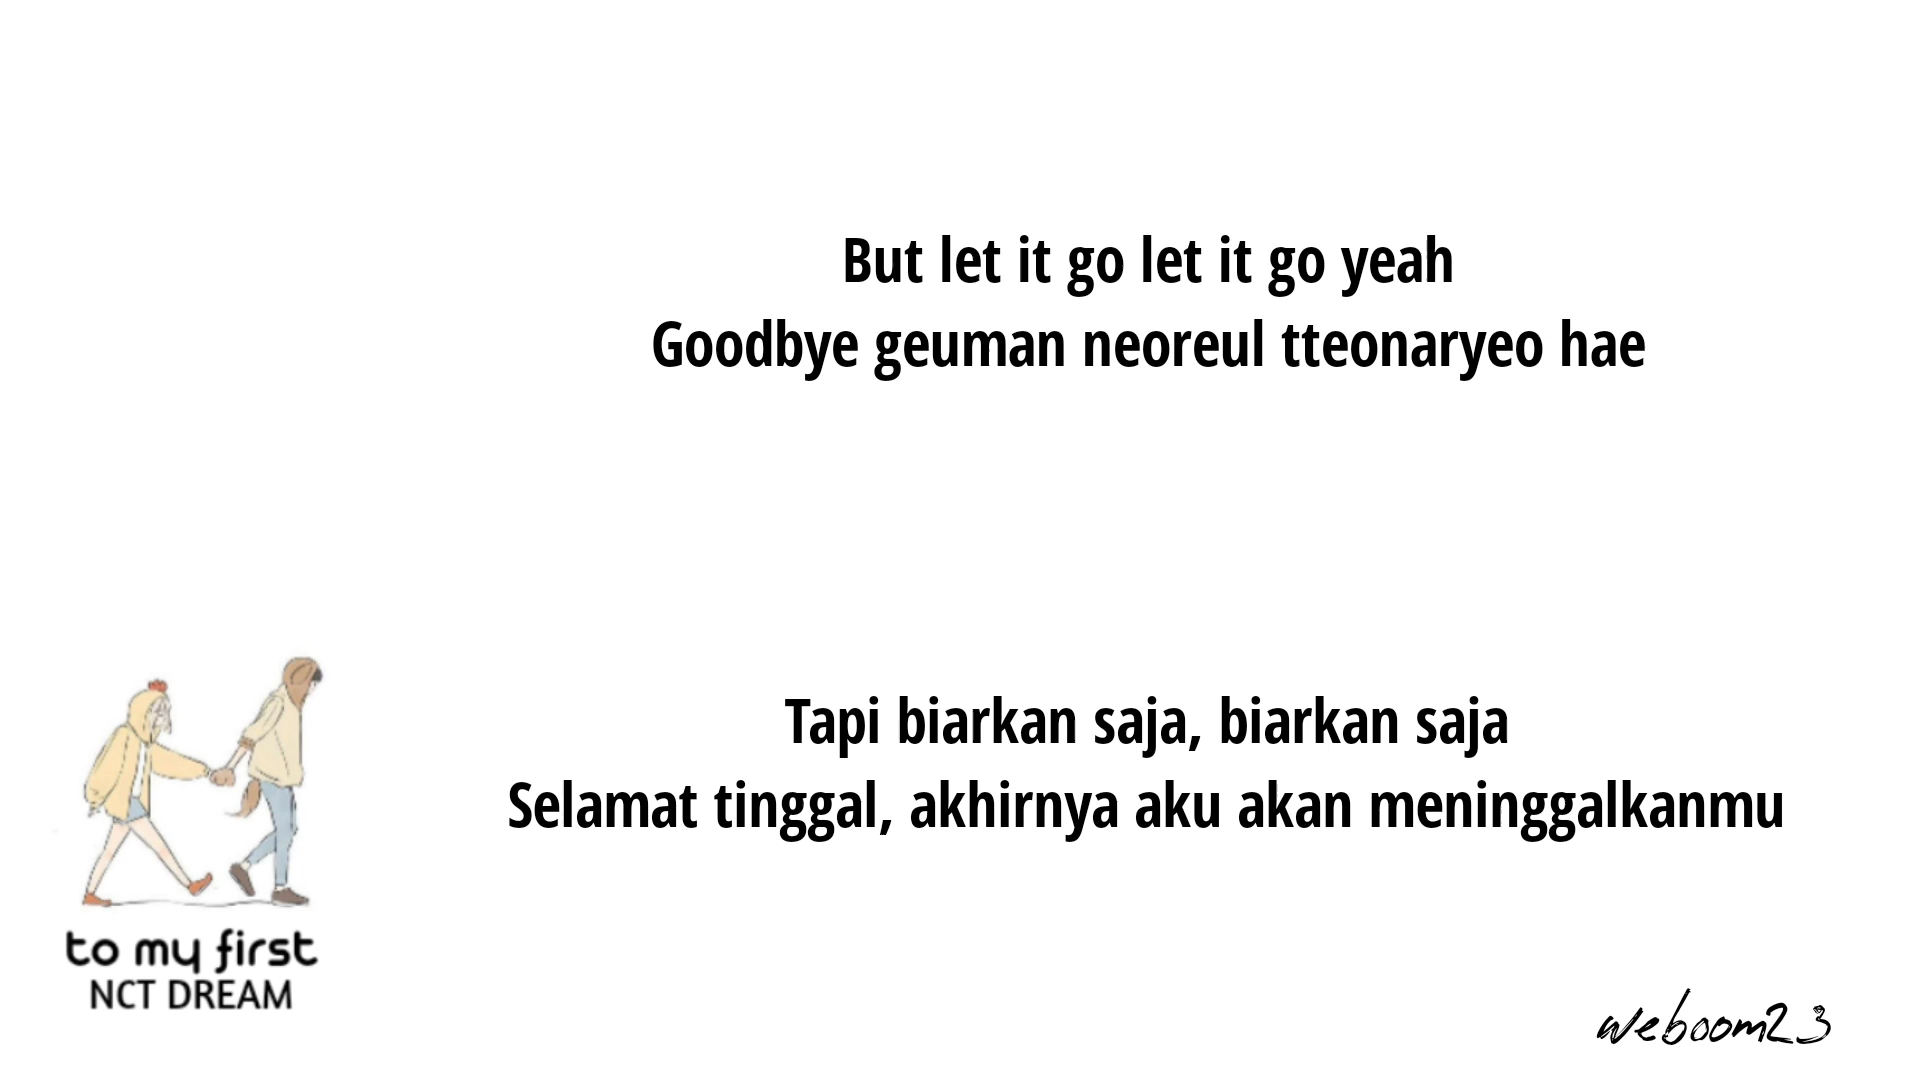 But let it go let it go yeah
Goodbye geuman neoreul tteonaryeo hae
Tapi biarkan saja, biarkan saja
Selamat tinggal, akhirnya aku akan meninggalkanmu
to my first
NCT DREAM
weboom23